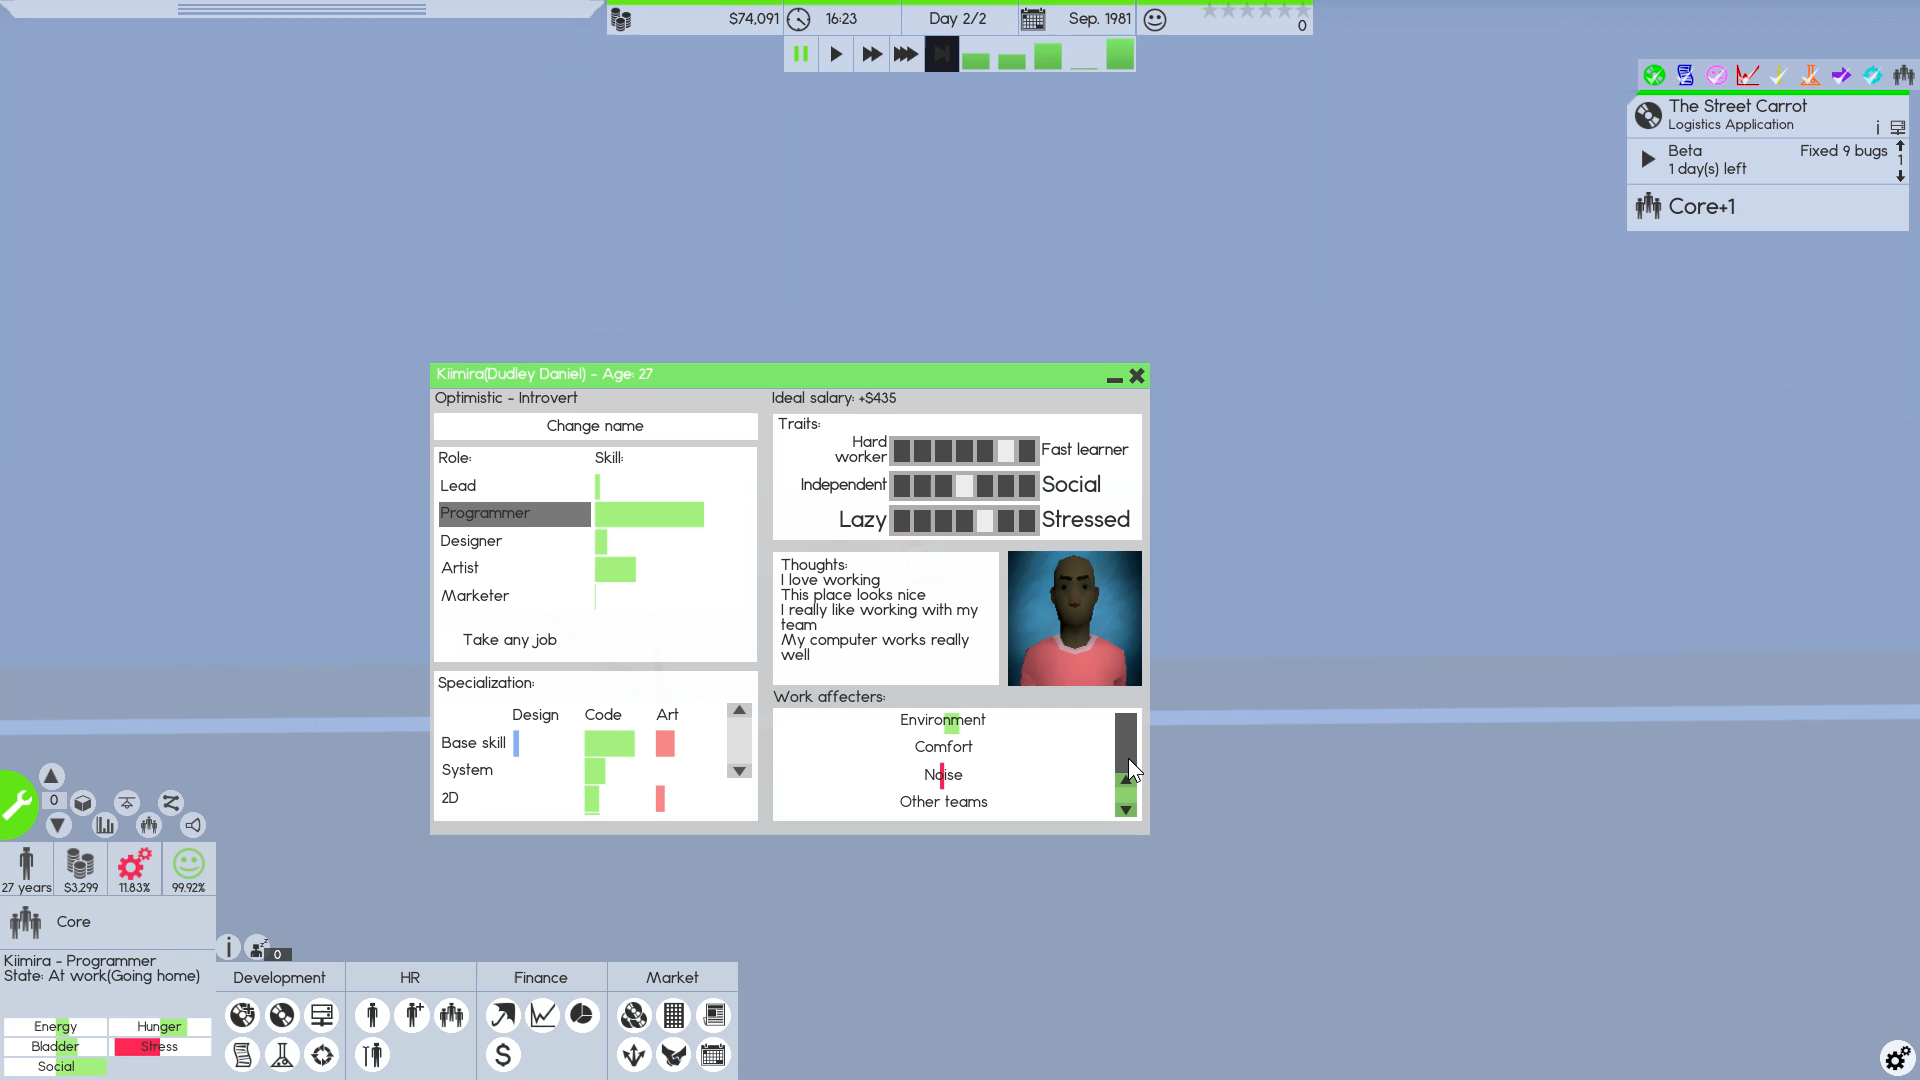 $74,091
16:23
Day 2/2
Sep. 1981
0
The Street Carrot
Logistics Application
i
Beta
Fixed 9 bugs
1
1 day(s) left
Core+1
Kiimira(Dudley Daniel) - Age: 27
Optimistic - Introvert
Ideal salary: +$435
Change name
Traits:
Hard worker
Fast learner
Independent
Social
Lazy
Stressed
Role:
Skill:
Lead
Programmer
Designer
Artist
Marketer
Take any job
Thoughts:
I love working
This place looks nice
I really like working with my
team
My computer works really
well
Specialization:
Design
Code
Art
Base skill
System
2D
Work affecters:
Environment
Comfort
Noise
Other teams
0
27 years
$3,299
11.83%
99.92%
Core
Kiimira - Programmer
State: At work(Going home)
Energy
Hunger
Bladder
Stress
Social
i
0
Development
HR
Finance
Market
$